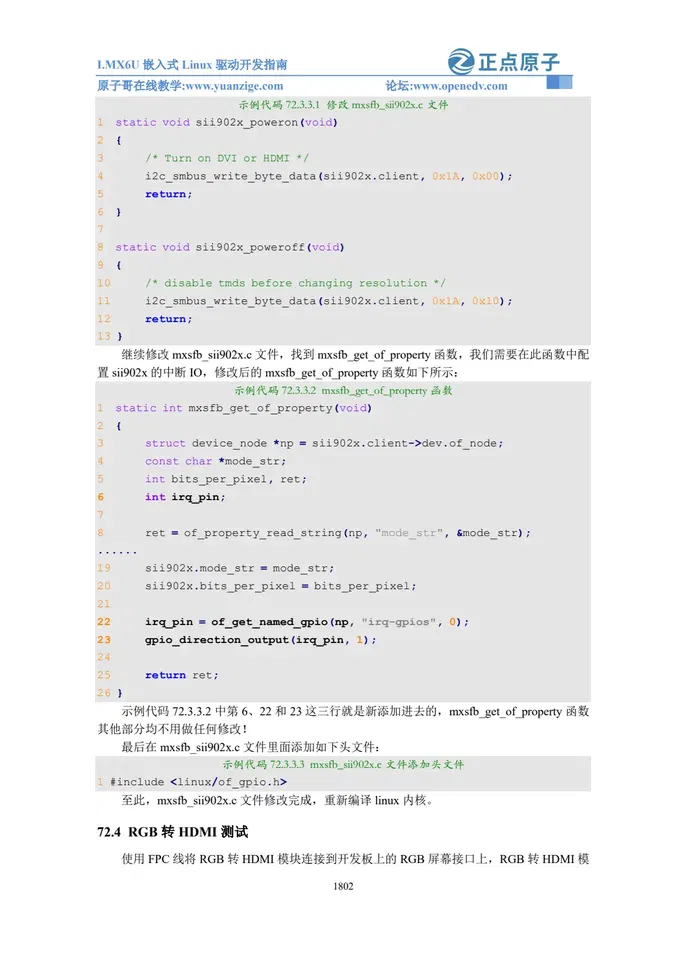 I.MX6U 嵌入式 Linux 驱动开发指南
正点原子
原子哥在线教学:www.yuanzige.com 论坛:www.openedv.com
示例代码 72.3.3.1 修改 mxsfb_sii902x.c 文件
1 static void sii902x_poweron(void)
2 {
3 /* Turn on DVI or HDMI */
4 i2c_smbus_write_byte_data(sii902x.client, 0x1A, 0x00);
5 return;
6 }
7
8 static void sii902x_poweroff(void)
9 {
10 /* disable tmds before changing resolution */
11 i2c_smbus_write_byte_data(sii902x.client, 0x1A, 0x10);
12 return;
13 }
继续修改 mxsfb_sii902x.c 文件，找到 mxsfb_get_of_property 函数，我们需要在此函数中配
置 sii902x 的中断 IO，修改后的 mxsfb_get_of_property 函数如下所示：
示例代码 72.3.3.2 mxsfb_get_of_property 函数
1 static int mxsfb_get_of_property(void)
2 {
3 struct device_node *np = sii902x.client->dev.of_node;
4 const char *mode_str;
5 int bits_per_pixel, ret;
6 int irq_pin;
7
8 ret = of_property_read_string(np, "mode_str", &mode_str);
......
19 sii902x.mode_str = mode_str;
20 sii902x.bits_per_pixel = bits_per_pixel;
21
22 irq_pin = of_get_named_gpio(np, "irq-gpios", 0);
23 gpio_direction_output(irq_pin, 1);
24
25 return ret;
26 }
示例代码 72.3.3.2 中第 6、22 和 23 这三行就是新添加进去的，mxsfb_get_of_property 函数
其他部分均不用做任何修改！
最后在 mxsfb_sii902x.c 文件里面添加如下头文件：
示例代码 72.3.3.3 mxsfb_sii902x.c 文件添加头文件
1 #include <linux/of_gpio.h>
至此，mxsfb_sii902x.c 文件修改完成，重新编译 linux 内核。
72.4 RGB 转 HDMI 测试
使用 FPC 线将 RGB 转 HDMI 模块连接到开发板上的 RGB 屏幕接口上，RGB 转 HDMI 模
1802